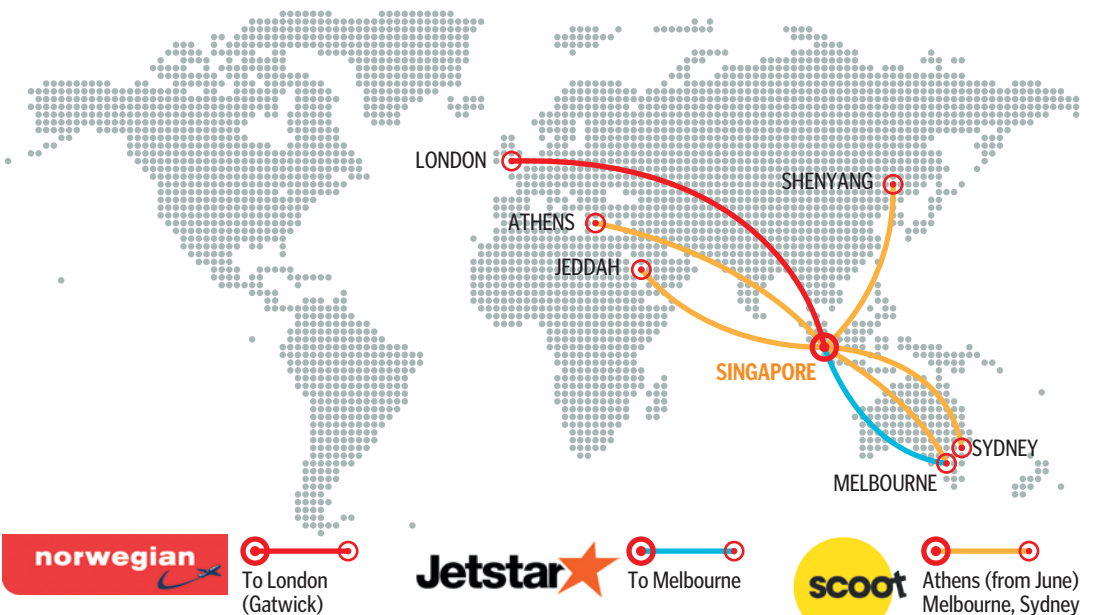 LONDON
SHENYANG
ATHENS
JEDDAH
SINGAPORE
SYDNEY
MELBOURNE
norwegian
To London
(Gatwick)
Jetstar
To Melbourne
scoot
Athens (from June)
Melbourne, Sydney